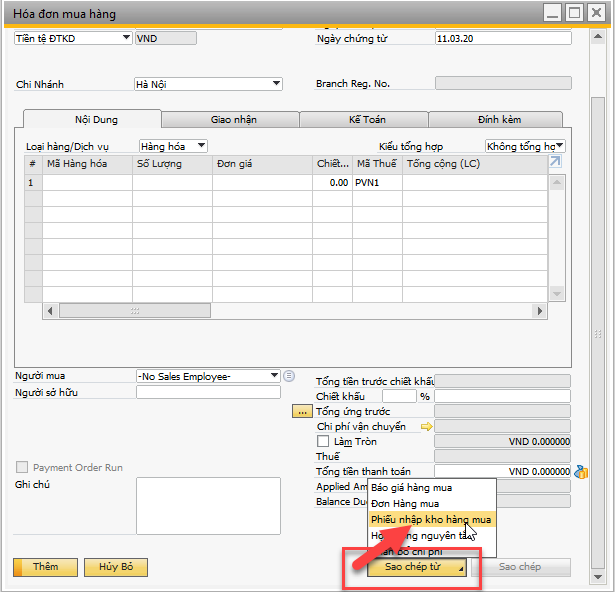 Hóa đơn mua hàng
Tiền tệ ĐTKD VND Ngày chứng từ 11.03.20
Chi Nhánh Hà Nội Branch Reg. No.
Nội Dung Giao nhận Kế Toán Đính kèm
Loại hàng/Dịch vụ Hàng hóa Kiểu tổng hợp Không tổng hợ
# Mã Hàng hóa Số Lượng Đơn giá Chiết... Mã Thuế Tổng cộng (LC)
1 0.00 PVN1
Người mua -No Sales Employee- Tổng tiền trước chiết khấu
Người sở hữu Chiết khấu %
... Tổng ứng trước
Chi phí vận chuyển
Làm Tròn VND 0.000000
Thuế
Payment Order Run Tổng tiền thanh toán VND 0.000000
Ghi chú Applied Am
Balance Du
Báo giá hàng mua
Đơn Hàng mua
Phiếu nhập kho hàng mua
nguyên
bổ chi phí
Thêm Hủy Bỏ Sao chép từ Sao chép